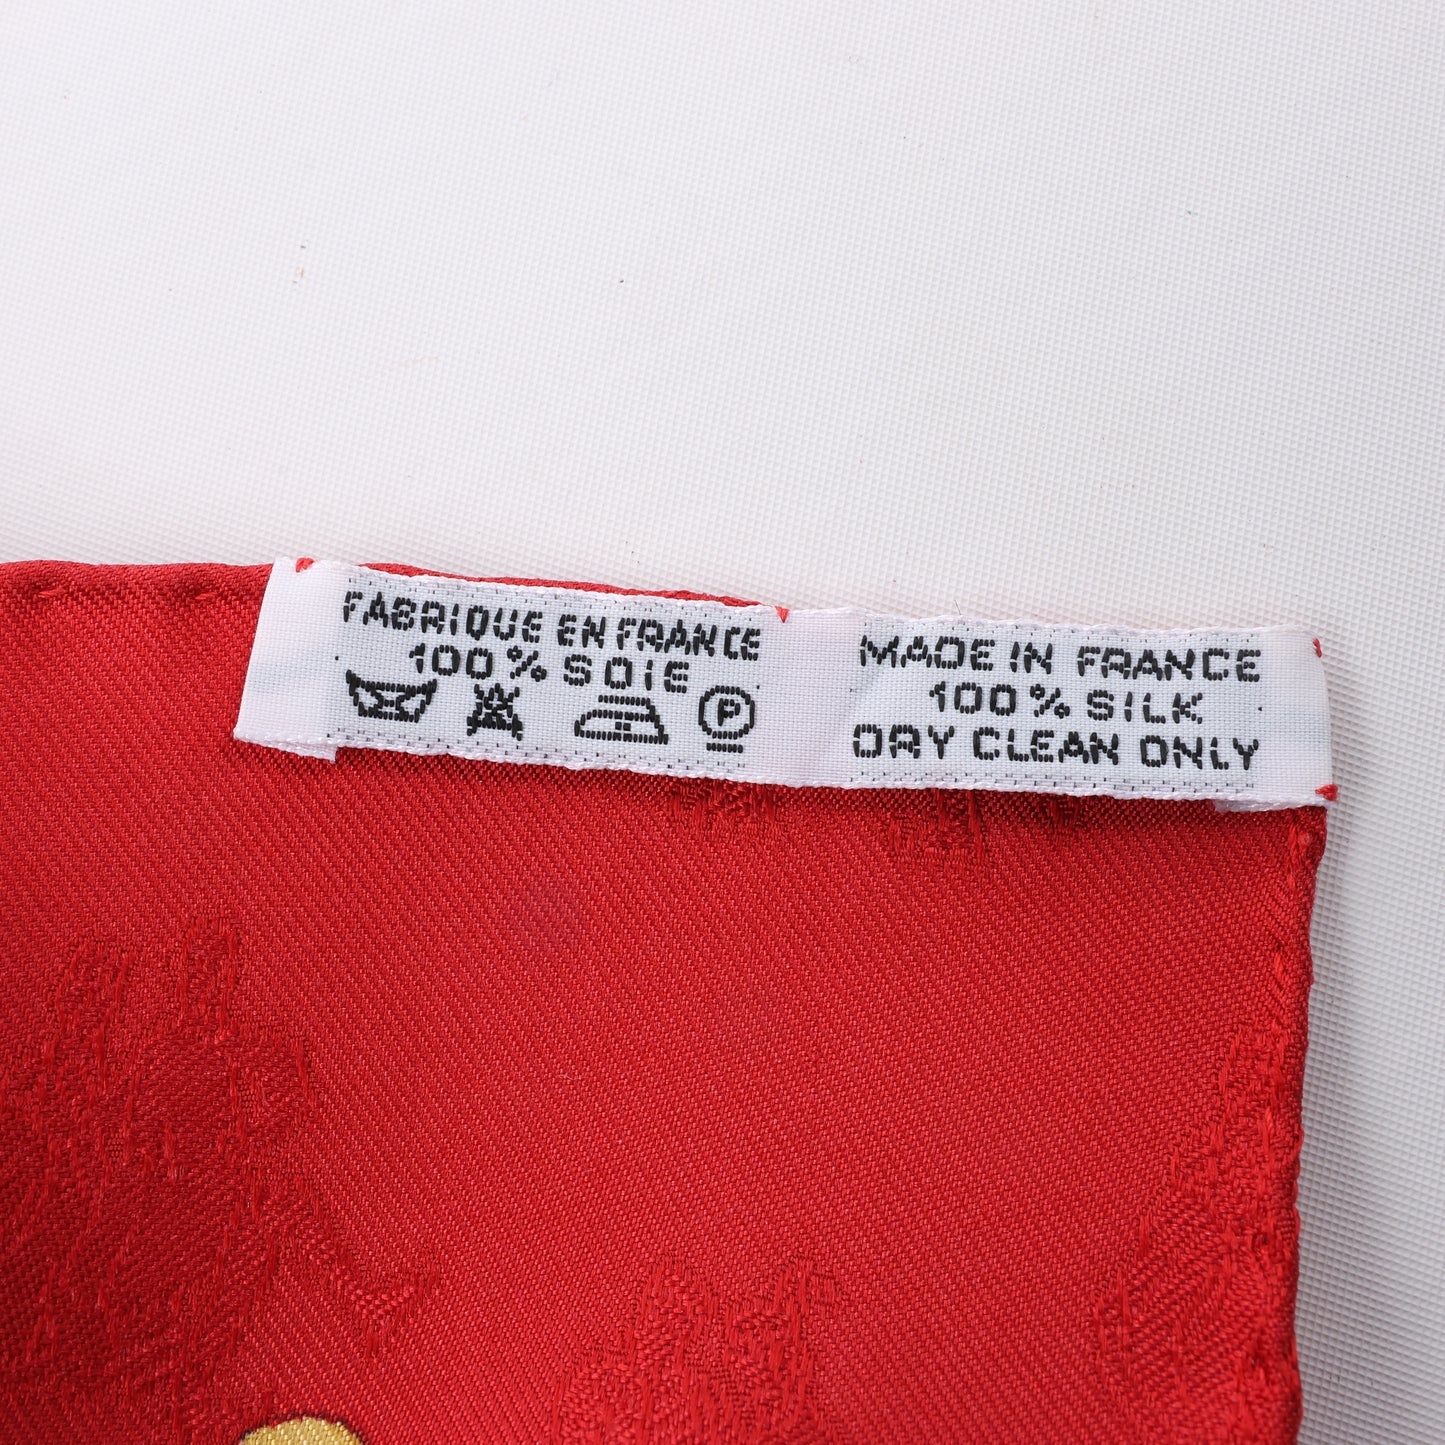 FABRIQUE EN FRANCE
100% SOIE
P
MADE IN FRANCE
100% SILK
DRY CLEAN ONLY